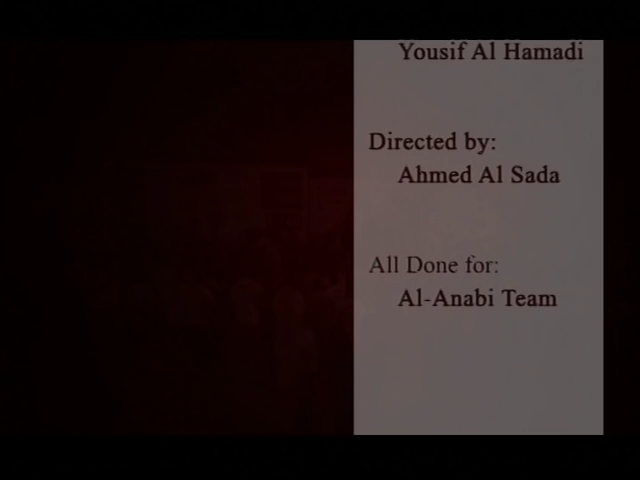 Yousif Al Hamadi
Directed by:
Ahmed Al Sada
All Done for:
Al-Anabi Team